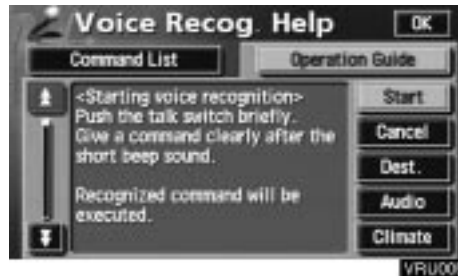 Voice Recog. Help
OK
Command List
Operation Guide
<Starting voice recognition>
Push the talk switch briefly.
Give a command clearly after the
short beep sound.
Recognized command will be
executed.
Start
Cancel
Dest.
Audio
Climate
VRU00